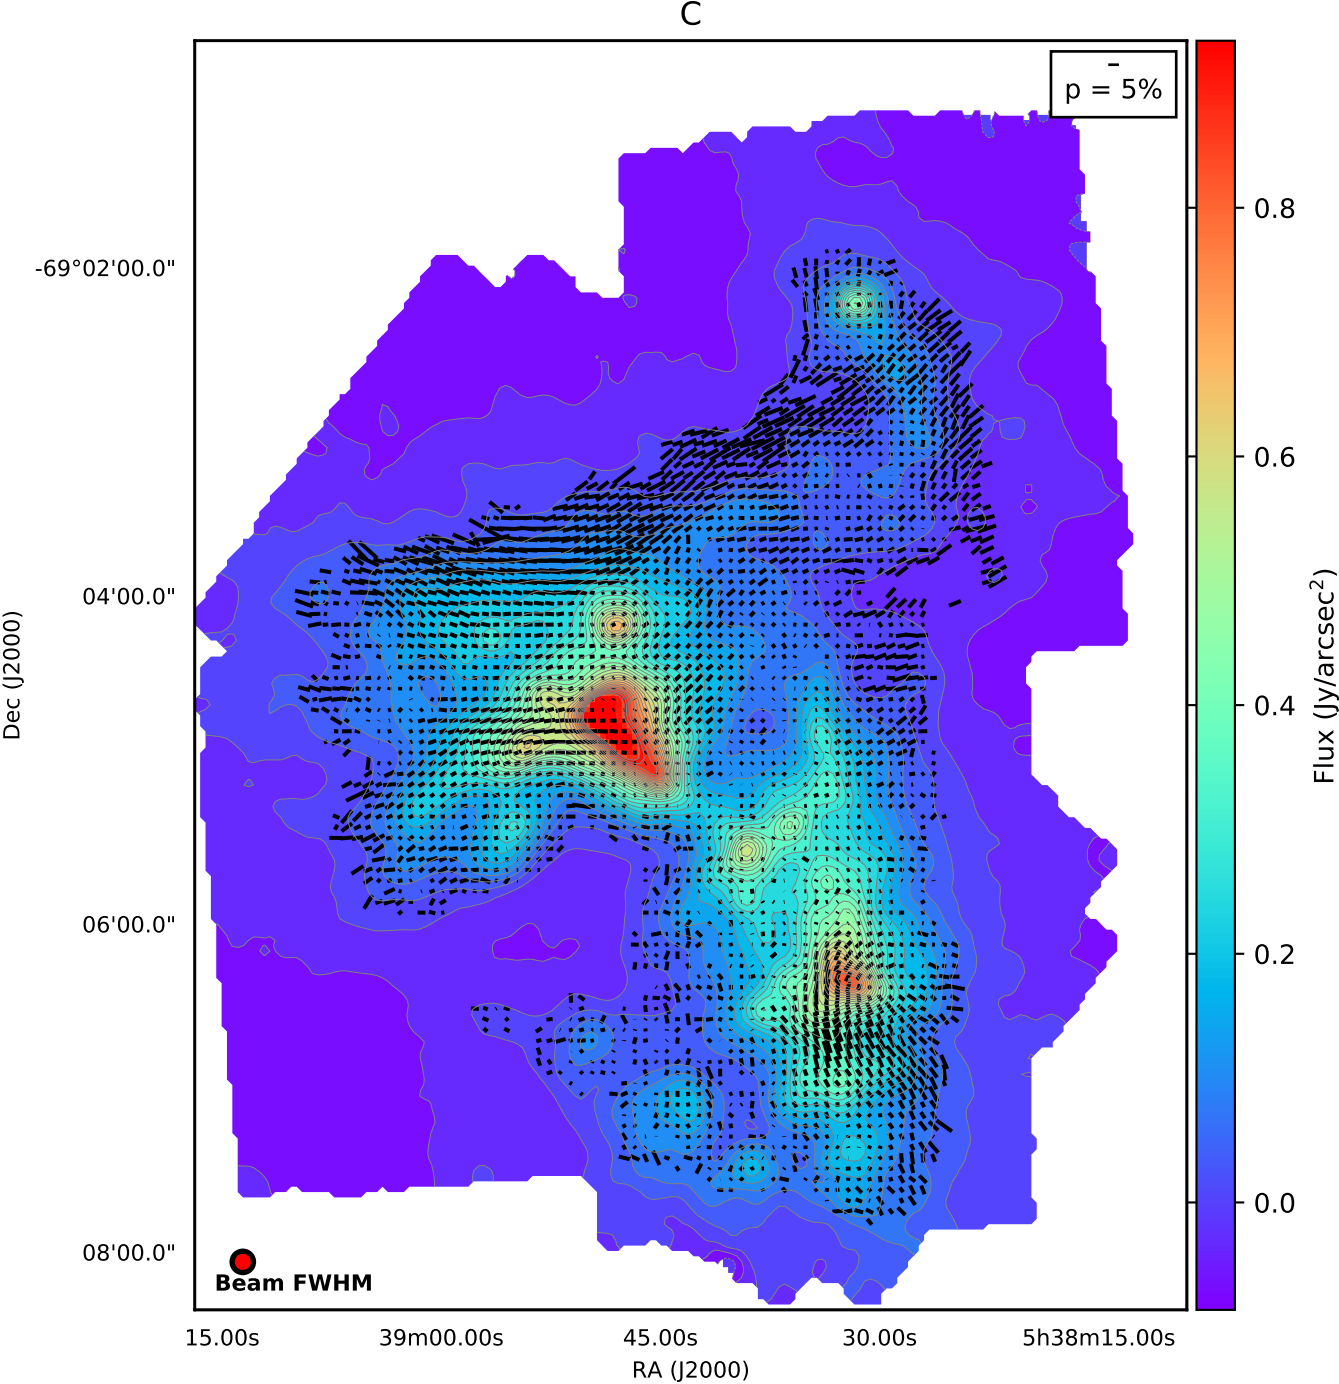 C
p = 5%
-69°02'00.0"
04'00.0"
06'00.0"
08'00.0"
Dec (J2000)
Beam FWHM
15.00s
39m00.00s
45.00s
30.00s
5h38m15.00s
RA (J2000)
0.8
0.6
0.4
0.2
0.0
Flux (Jy/arcsec²)